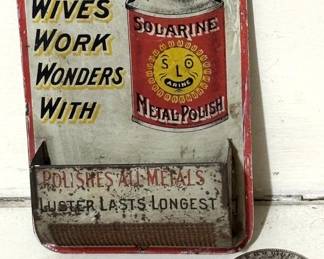 WIVES
WORK
WONDERS
WITH
SOLARINE
SLO
ARINE
METAL POLISH
POLISHES ALL METALS
LUSTER LASTS LONGEST